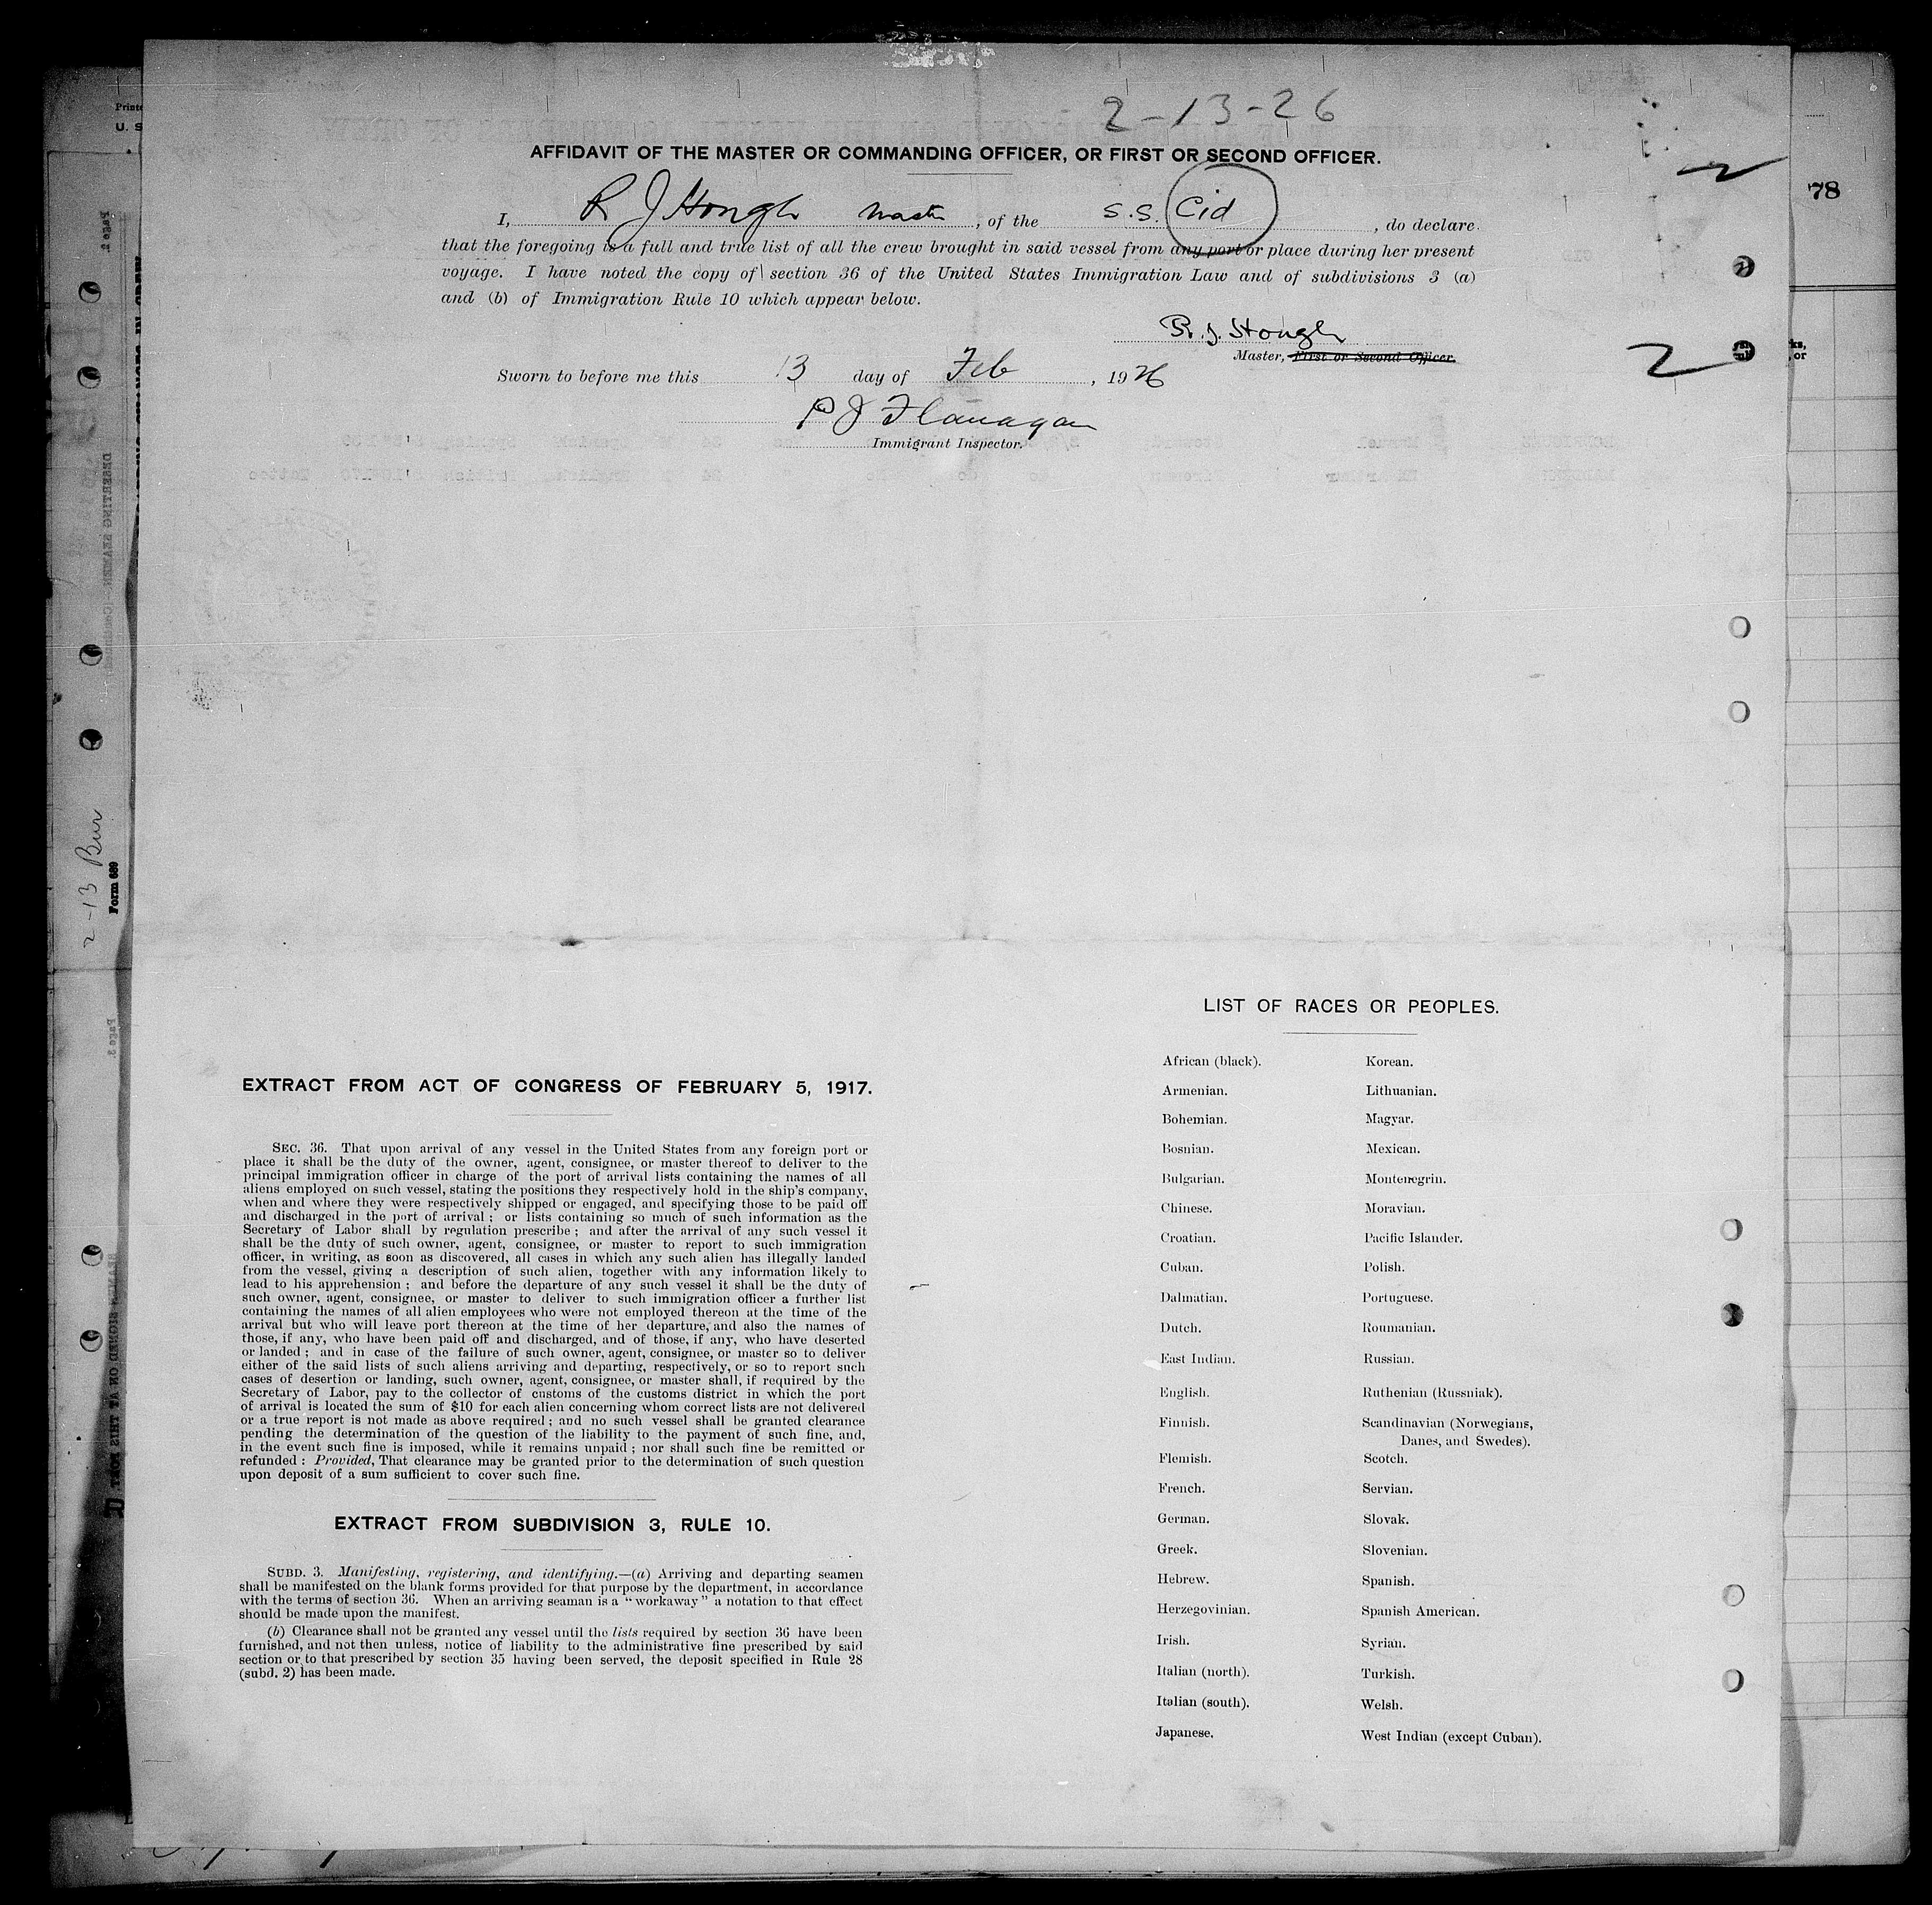 2-13-26
AFFIDAVIT OF THE MASTER OR COMMANDING OFFICER, OR FIRST OR SECOND OFFICER.
I, R J Hough master, of the S.S. Cid, do declare
that the foregoing is a full and true list of all the crew brought in said vessel from any port or place during her present
voyage. I have noted the copy of section 36 of the United States Immigration Law and of subdivisions 3 (a)
and (b) of Immigration Rule 10 which appear below.
R. J. Hough
Master, First or Second Officer.
Sworn to before me this 13 day of Feb, 1926
P J Flanagan
Immigrant Inspector.
2
2
78
Printe
U. S
2-13 Bur
Form 689
Page 2.
EXTRACT FROM ACT OF CONGRESS OF FEBRUARY 5, 1917.
SEC. 36. That upon arrival of any vessel in the United States from any foreign port or
place it shall be the duty of the owner, agent, consignee, or master thereof to deliver to the
principal immigration officer in charge of the port of arrival lists containing the names of all
aliens employed on such vessel, stating the positions they respectively hold in the ship's company,
when and where they were respectively shipped or engaged, and specifying those to be paid off
and discharged in the port of arrival; or lists containing so much of such information as the
Secretary of Labor shall by regulation prescribe; and after the arrival of any such vessel it
shall be the duty of such owner, agent, consignee, or master to report to such immigration
officer, in writing, as soon as discovered, all cases in which any such alien has illegally landed
from the vessel, giving a description of such alien, together with any information likely to
lead to his apprehension; and before the departure of any such vessel it shall be the duty of
such owner, agent, consignee, or master to deliver to such immigration officer a further list
containing the names of all alien employees who were not employed thereon at the time of the
arrival but who will leave port thereon at the time of her departure, and also the names of
those, if any, who have been paid off and discharged, and of those, if any, who have deserted
or landed; and in case of the failure of such owner, agent, consignee, or master so to deliver
either of the said lists of such aliens arriving and departing, respectively, or so to report such
cases of desertion or landing, such owner, agent, consignee, or master shall, if required by the
Secretary of Labor, pay to the collector of customs of the customs district in which the port
of arrival is located the sum of $10 for each alien concerning whom correct lists are not delivered
or a true report is not made as above required; and no such vessel shall be granted clearance
pending the determination of the question of the liability to the payment of such fine, and,
in the event such fine is imposed, while it remains unpaid; nor shall such fine be remitted or
refunded: Provided, That clearance may be granted prior to the determination of such question
upon deposit of a sum sufficient to cover such fine.
EXTRACT FROM SUBDIVISION 3, RULE 10.
SUBD. 3. Manifesting, registering, and identifying.—(a) Arriving and departing seamen
shall be manifested on the blank forms provided for that purpose by the department, in accordance
with the terms of section 36. When an arriving seaman is a "workaway" a notation to that effect
should be made upon the manifest.
(b) Clearance shall not be granted any vessel until the lists required by section 36 have been
furnished, and not then unless, notice of liability to the administrative fine prescribed by said
section or to that prescribed by section 35 having been served, the deposit specified in Rule 28
(subd. 2) has been made.
LIST OF RACES OR PEOPLES.
African (black). Korean.
Armenian. Lithuanian.
Bohemian. Magyar.
Bosnian. Mexican.
Bulgarian. Montenegrin.
Chinese. Moravian.
Croatian. Pacific Islander.
Cuban. Polish.
Dalmatian. Portuguese.
Dutch. Roumanian.
East Indian. Russian.
English. Ruthenian (Russniak).
Finnish. Scandinavian (Norwegians,
Danes, and Swedes).
Flemish. Scotch.
French. Servian.
German. Slovak.
Greek. Slovenian.
Hebrew. Spanish.
Herzegovinian. Spanish American.
Irish. Syrian.
Italian (north). Turkish.
Italian (south). Welsh.
Japanese. West Indian (except Cuban).